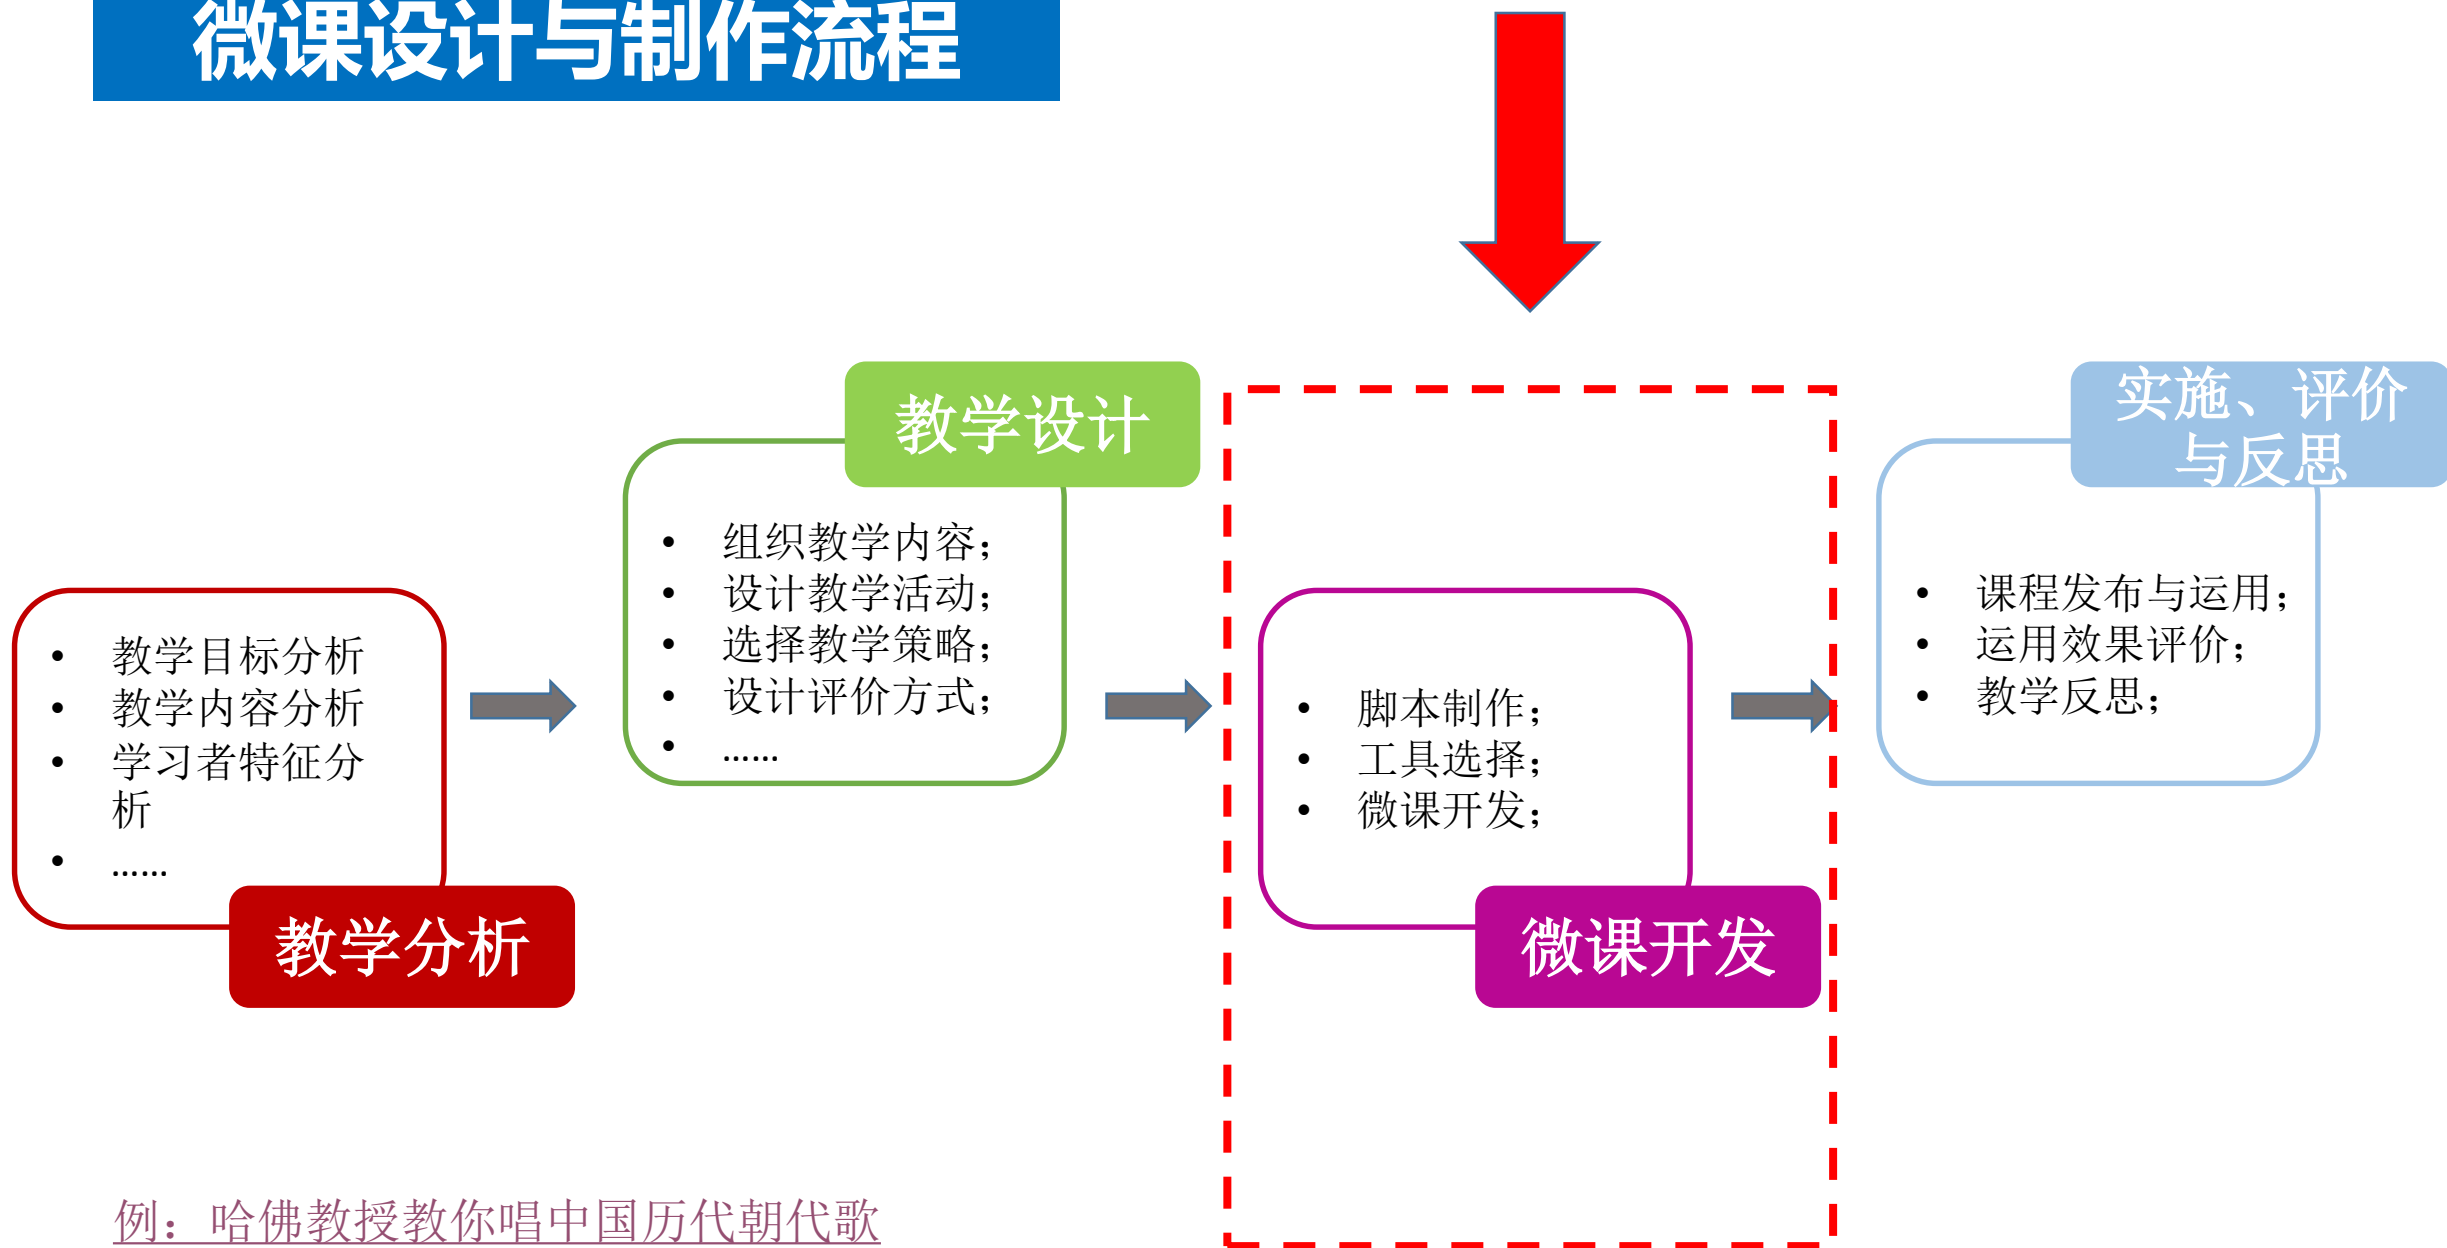 微课设计与制作流程
• 教学目标分析
• 教学内容分析
• 学习者特征分
析
• ……
教学分析
教学设计
• 组织教学内容；
• 设计教学活动；
• 选择教学策略；
• 设计评价方式；
• ……
• 脚本制作；
• 工具选择；
• 微课开发；
微课开发
实施、评价
与反思
• 课程发布与运用；
• 运用效果评价；
• 教学反思；
例：哈佛教授教你唱中国历代朝代歌